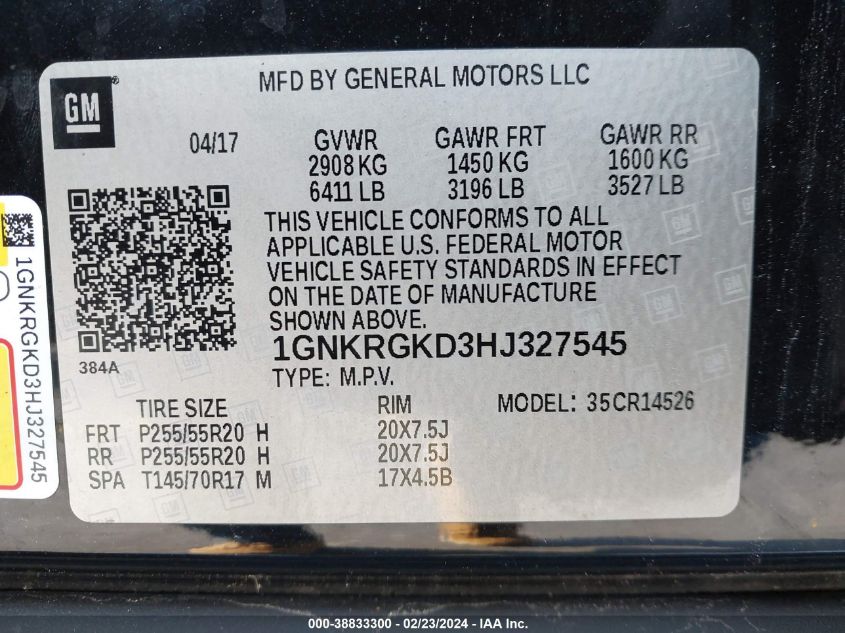 MFD BY GENERAL MOTORS LLC
GM
04/17 GVWR GAWR FRT GAWR RR
2908 KG 1450 KG 1600 KG
6411 LB 3196 LB 3527 LB
THIS VEHICLE CONFORMS TO ALL
APPLICABLE U.S. FEDERAL MOTOR
VEHICLE SAFETY STANDARDS IN EFFECT
ON THE DATE OF MANUFACTURE
SHOWN ABOVE.
1GNKRGKD3HJ327545
384A
TYPE: M.P.V.
TIRE SIZE RIM MODEL: 35CR14526
FRT P255/55R20 H 20X7.5J
RR P255/55R20 H 20X7.5J
SPA T145/70R17 M 17X4.5B
1GNKRGKD3HJ327545
000-38833300 - 02/23/2024 - IAA Inc.